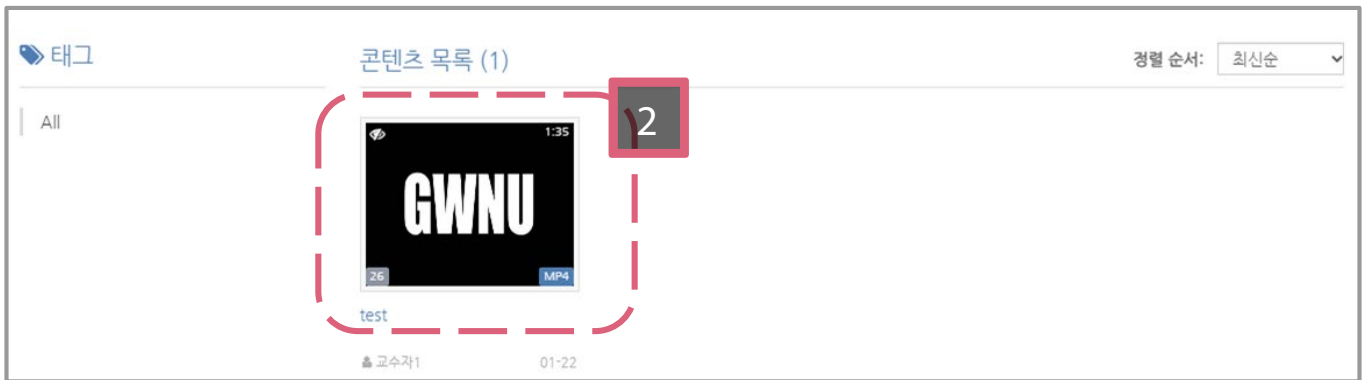 태그
콘텐츠 목록 (1)
정렬 순서: 최신순
All
2
1:35
GWNU
26 MP4
test
교수자1 01-22